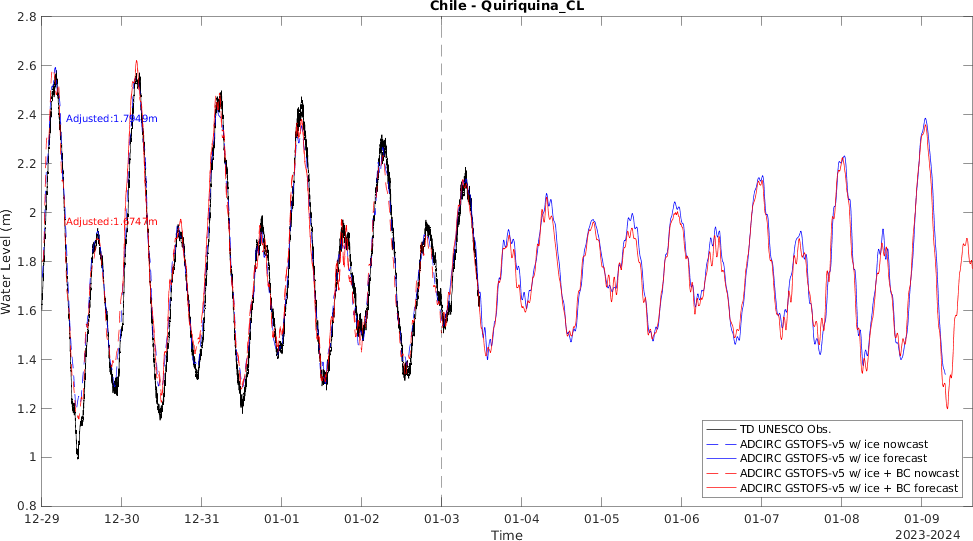 Chile - Quiriquina_CL
2.8
2.6
2.4
2.2
2
1.8
1.6
1.4
1.2
1
0.8
Water Level (m)
Adjusted:1.7949m
Adjusted:1.6747m
TD UNESCO Obs.
ADCIRC GSTOFS-v5 w/ ice nowcast
ADCIRC GSTOFS-v5 w/ ice forecast
ADCIRC GSTOFS-v5 w/ ice + BC nowcast
ADCIRC GSTOFS-v5 w/ ice + BC forecast
12-29 12-30 12-31 01-01 01-02 01-03 01-04 01-05 01-06 01-07 01-08 01-09
Time
2023-2024